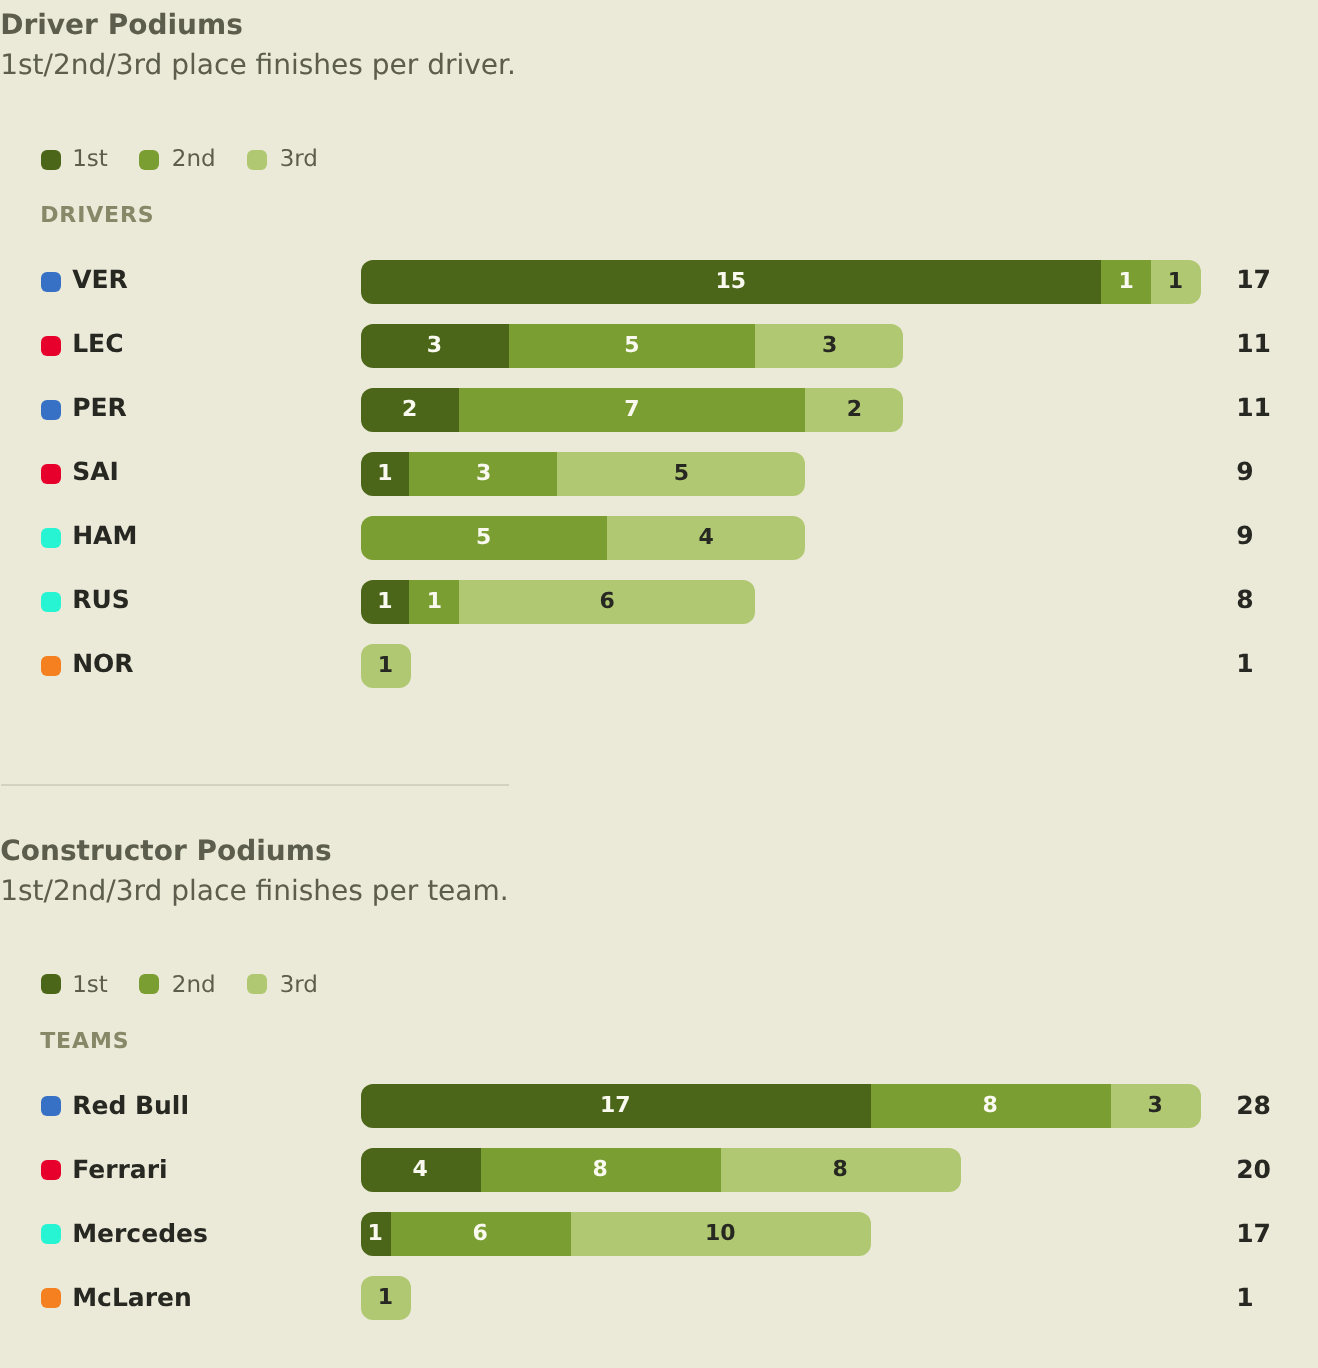 Driver Podiums
1st/2nd/3rd place finishes per driver.
1st 2nd 3rd
DRIVERS
VER 15 1 1 17
LEC 3 5 3 11
PER 2 7 2 11
SAI 1 3 5 9
HAM 5 4 9
RUS 1 1 6 8
NOR 1 1
Constructor Podiums
1st/2nd/3rd place finishes per team.
1st 2nd 3rd
TEAMS
Red Bull 17 8 3 28
Ferrari 4 8 8 20
Mercedes 1 6 10 17
McLaren 1 1